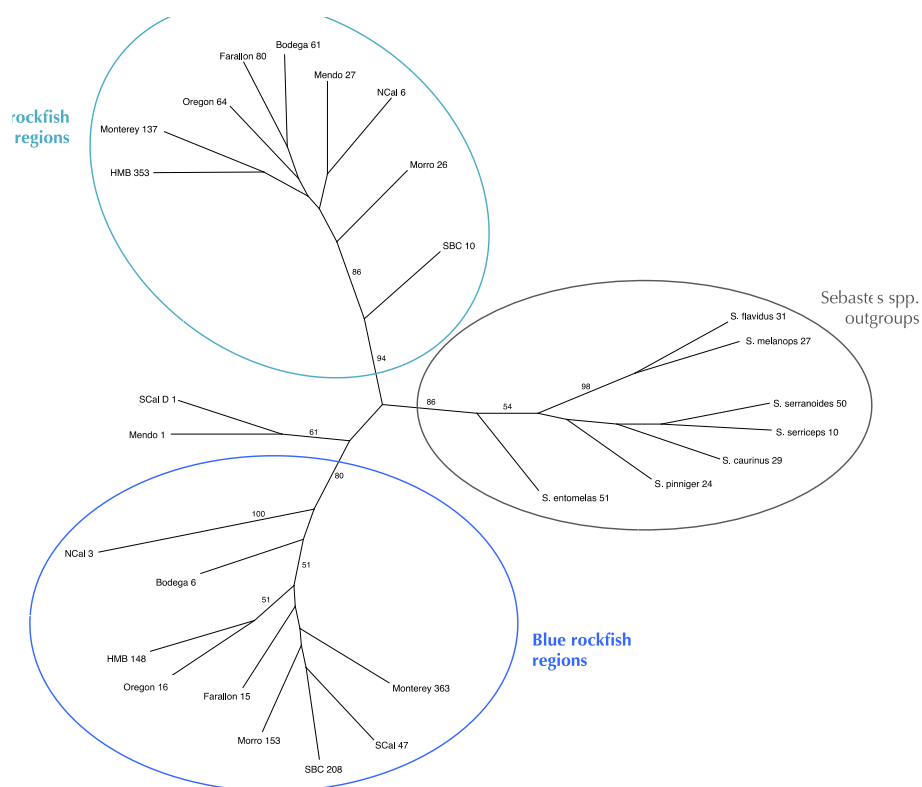 Bodega 61
Farallon 80
Mendo 27
NCal 6
Oregon 64
rockfish
regions
Monterey 137
HMB 353
Morro 26
SBC 10
86
94
Sebastes spp.
outgroups
S. flavidus 31
S. melanops 27
98
86
54
S. serranoides 50
S. serriceps 10
S. caurinus 29
S. pinniger 24
S. entomelas 51
SCal D 1
Mendo 1
61
80
100
NCal 3
Bodega 6
51
51
HMB 148
Oregon 16
Farallon 15
Morro 153
SBC 208
SCal 47
Monterey 363
Blue rockfish
regions